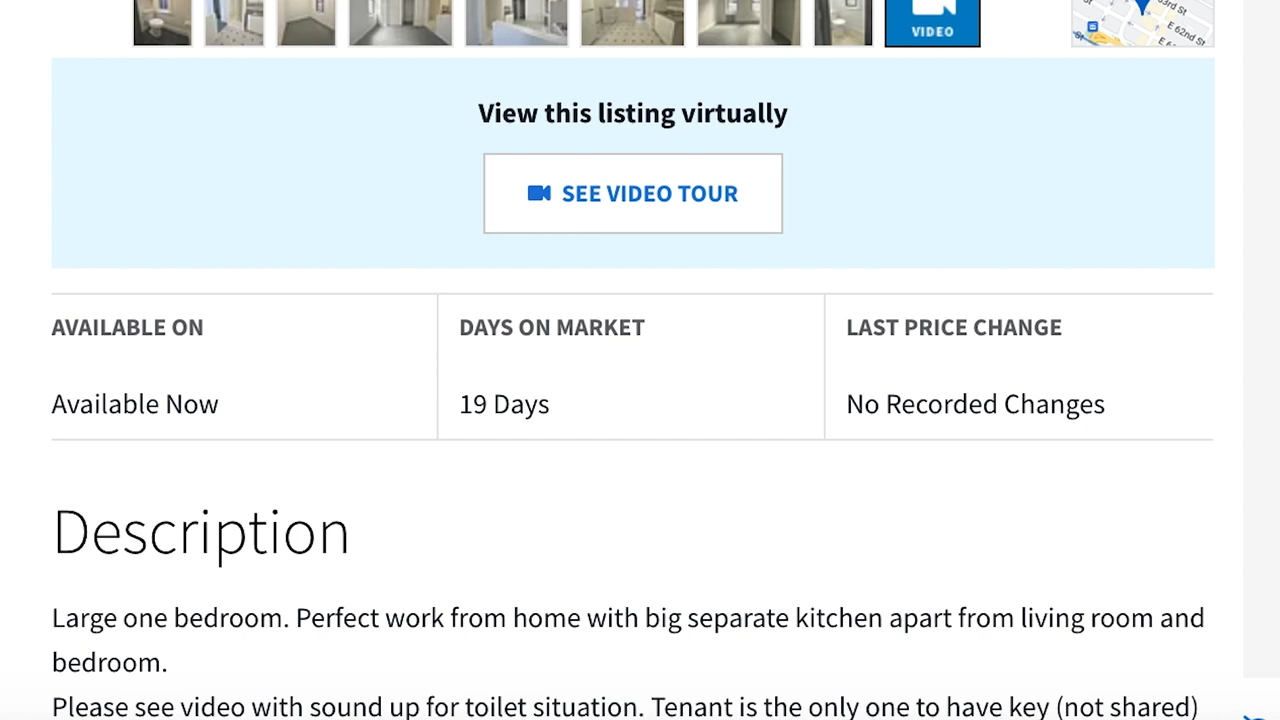 VIDEO
E 62nd St
View this listing virtually
SEE VIDEO TOUR
AVAILABLE ON
DAYS ON MARKET
LAST PRICE CHANGE
Available Now
19 Days
No Recorded Changes
Description
Large one bedroom. Perfect work from home with big separate kitchen apart from living room and
bedroom.
Please see video with sound up for toilet situation. Tenant is the only one to have key (not shared)